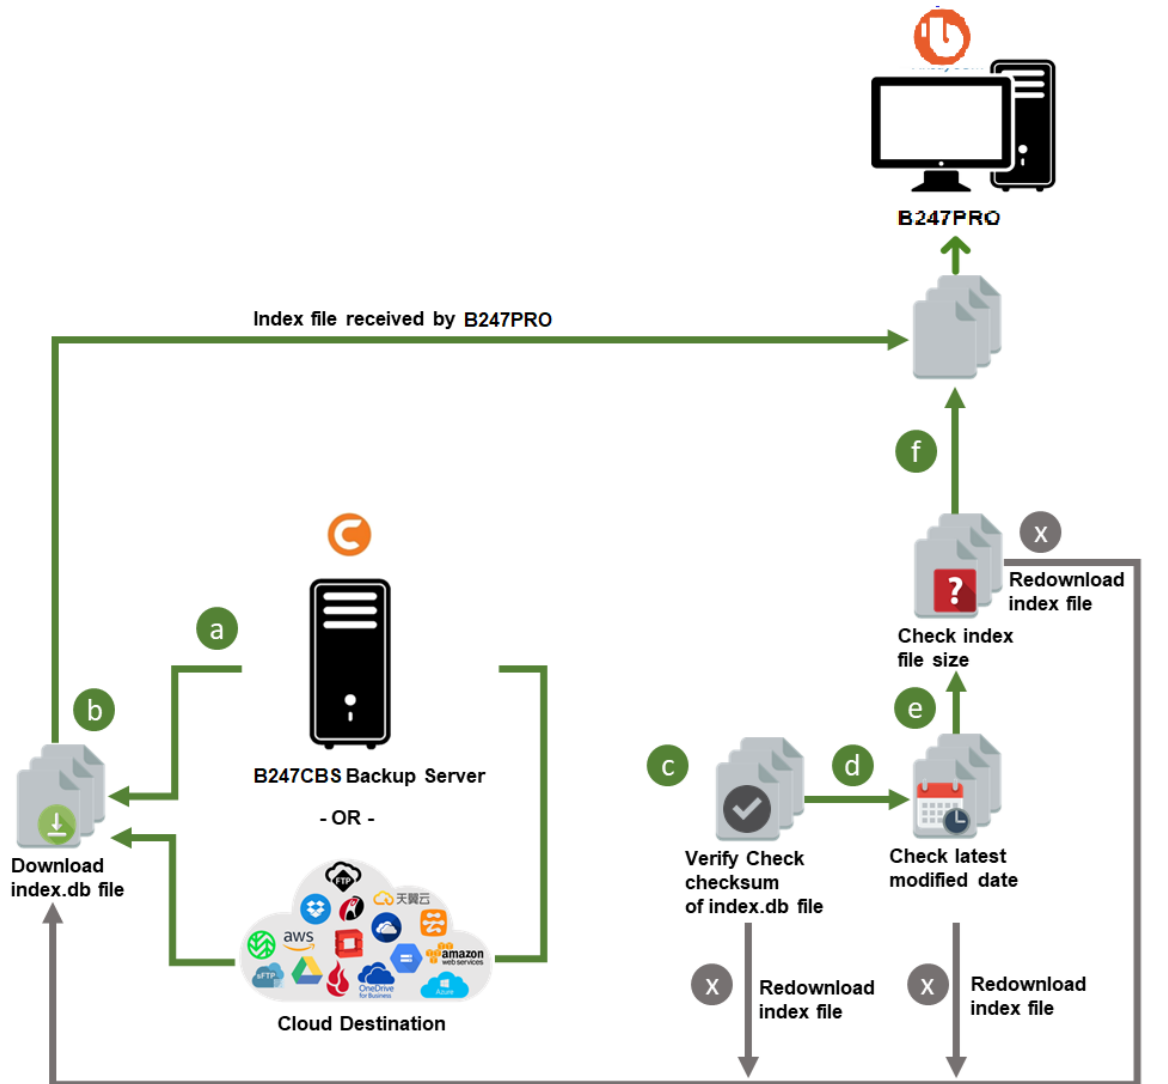 B247PRO
Index file received by B247PRO
f
x
Redownload
index file
Check index
file size
a
b
e
c
d
B247CBS Backup Server
- OR -
Download
index.db file
Verify Check
checksum
of index.db file
Check latest
modified date
FTP
天翼云
aws
amazon
web services
sFTP
OneDrive
for Business
Azure
Cloud Destination
x
Redownload
index file
x
Redownload
index file